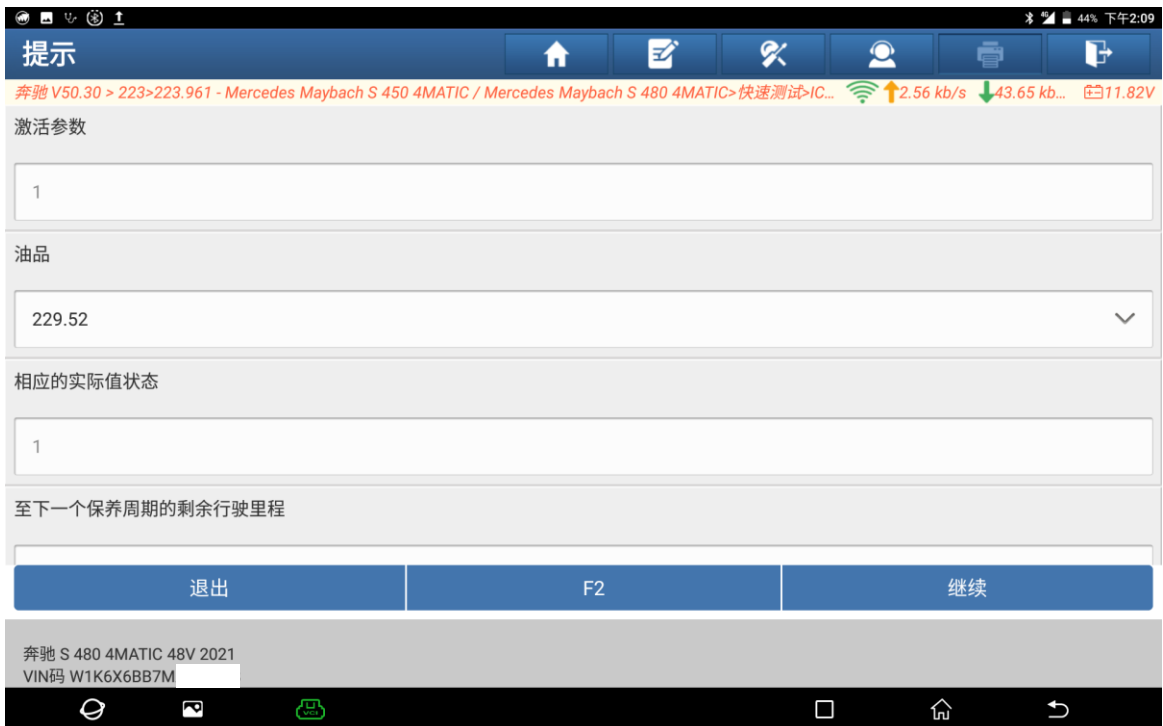 44% 下午2:09
提示
奔驰 V50.30 > 223>223.961 - Mercedes Maybach S 450 4MATIC / Mercedes Maybach S 480 4MATIC>快速测试>IC... 2.56 kb/s 43.65 kb... 11.82V
激活参数
1
油品
229.52
相应的实际值状态
1
至下一个保养周期的剩余行驶里程
退出 F2 继续
奔驰 S 480 4MATIC 48V 2021
VIN码 W1K6X6BB7M
VCI